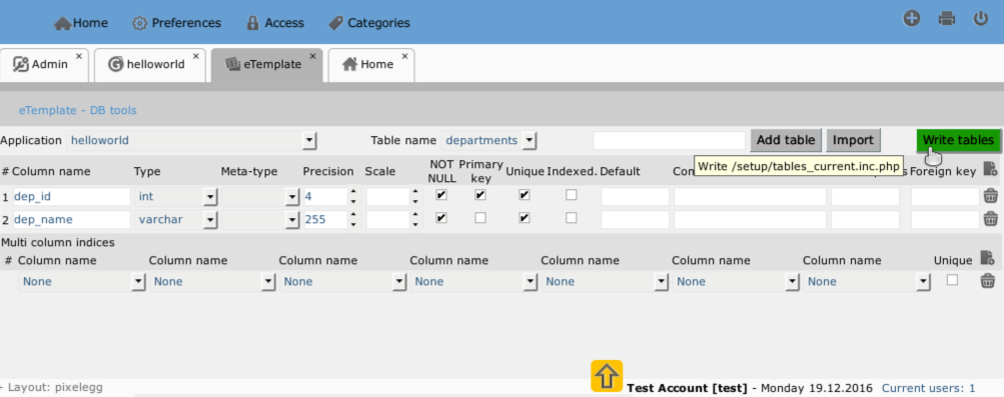 Home Preferences Access Categories
Admin × helloworld × eTemplate × Home ×
eTemplate - DB tools
Application helloworld Table name departments Add table Import Write tables
Write /setup/tables_current.inc.php
# Column name Type Meta-type Precision Scale NOT NULL Primary key Unique Indexed. Default Foreign key
1 dep_id int 4
2 dep_name varchar 255
Multi column indices
# Column name Column name Column name Column name Column name Column name Column name Unique
None None None None None None None
- Layout: pixelegg
Test Account [test] - Monday 19.12.2016 Current users: 1